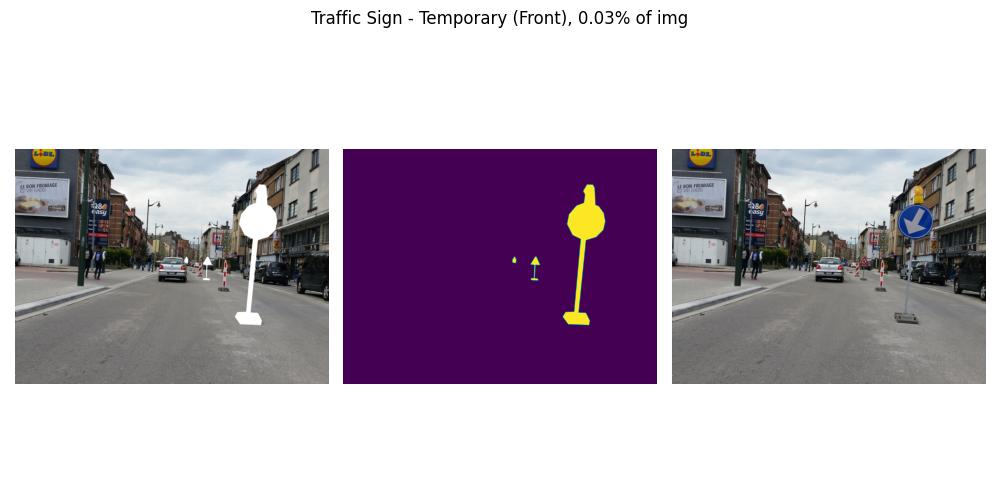 Traffic Sign - Temporary (Front), 0.03% of img
LIDL
LE BON FROMAGE
easy
LIDL
LE BON FROMAGE
easy